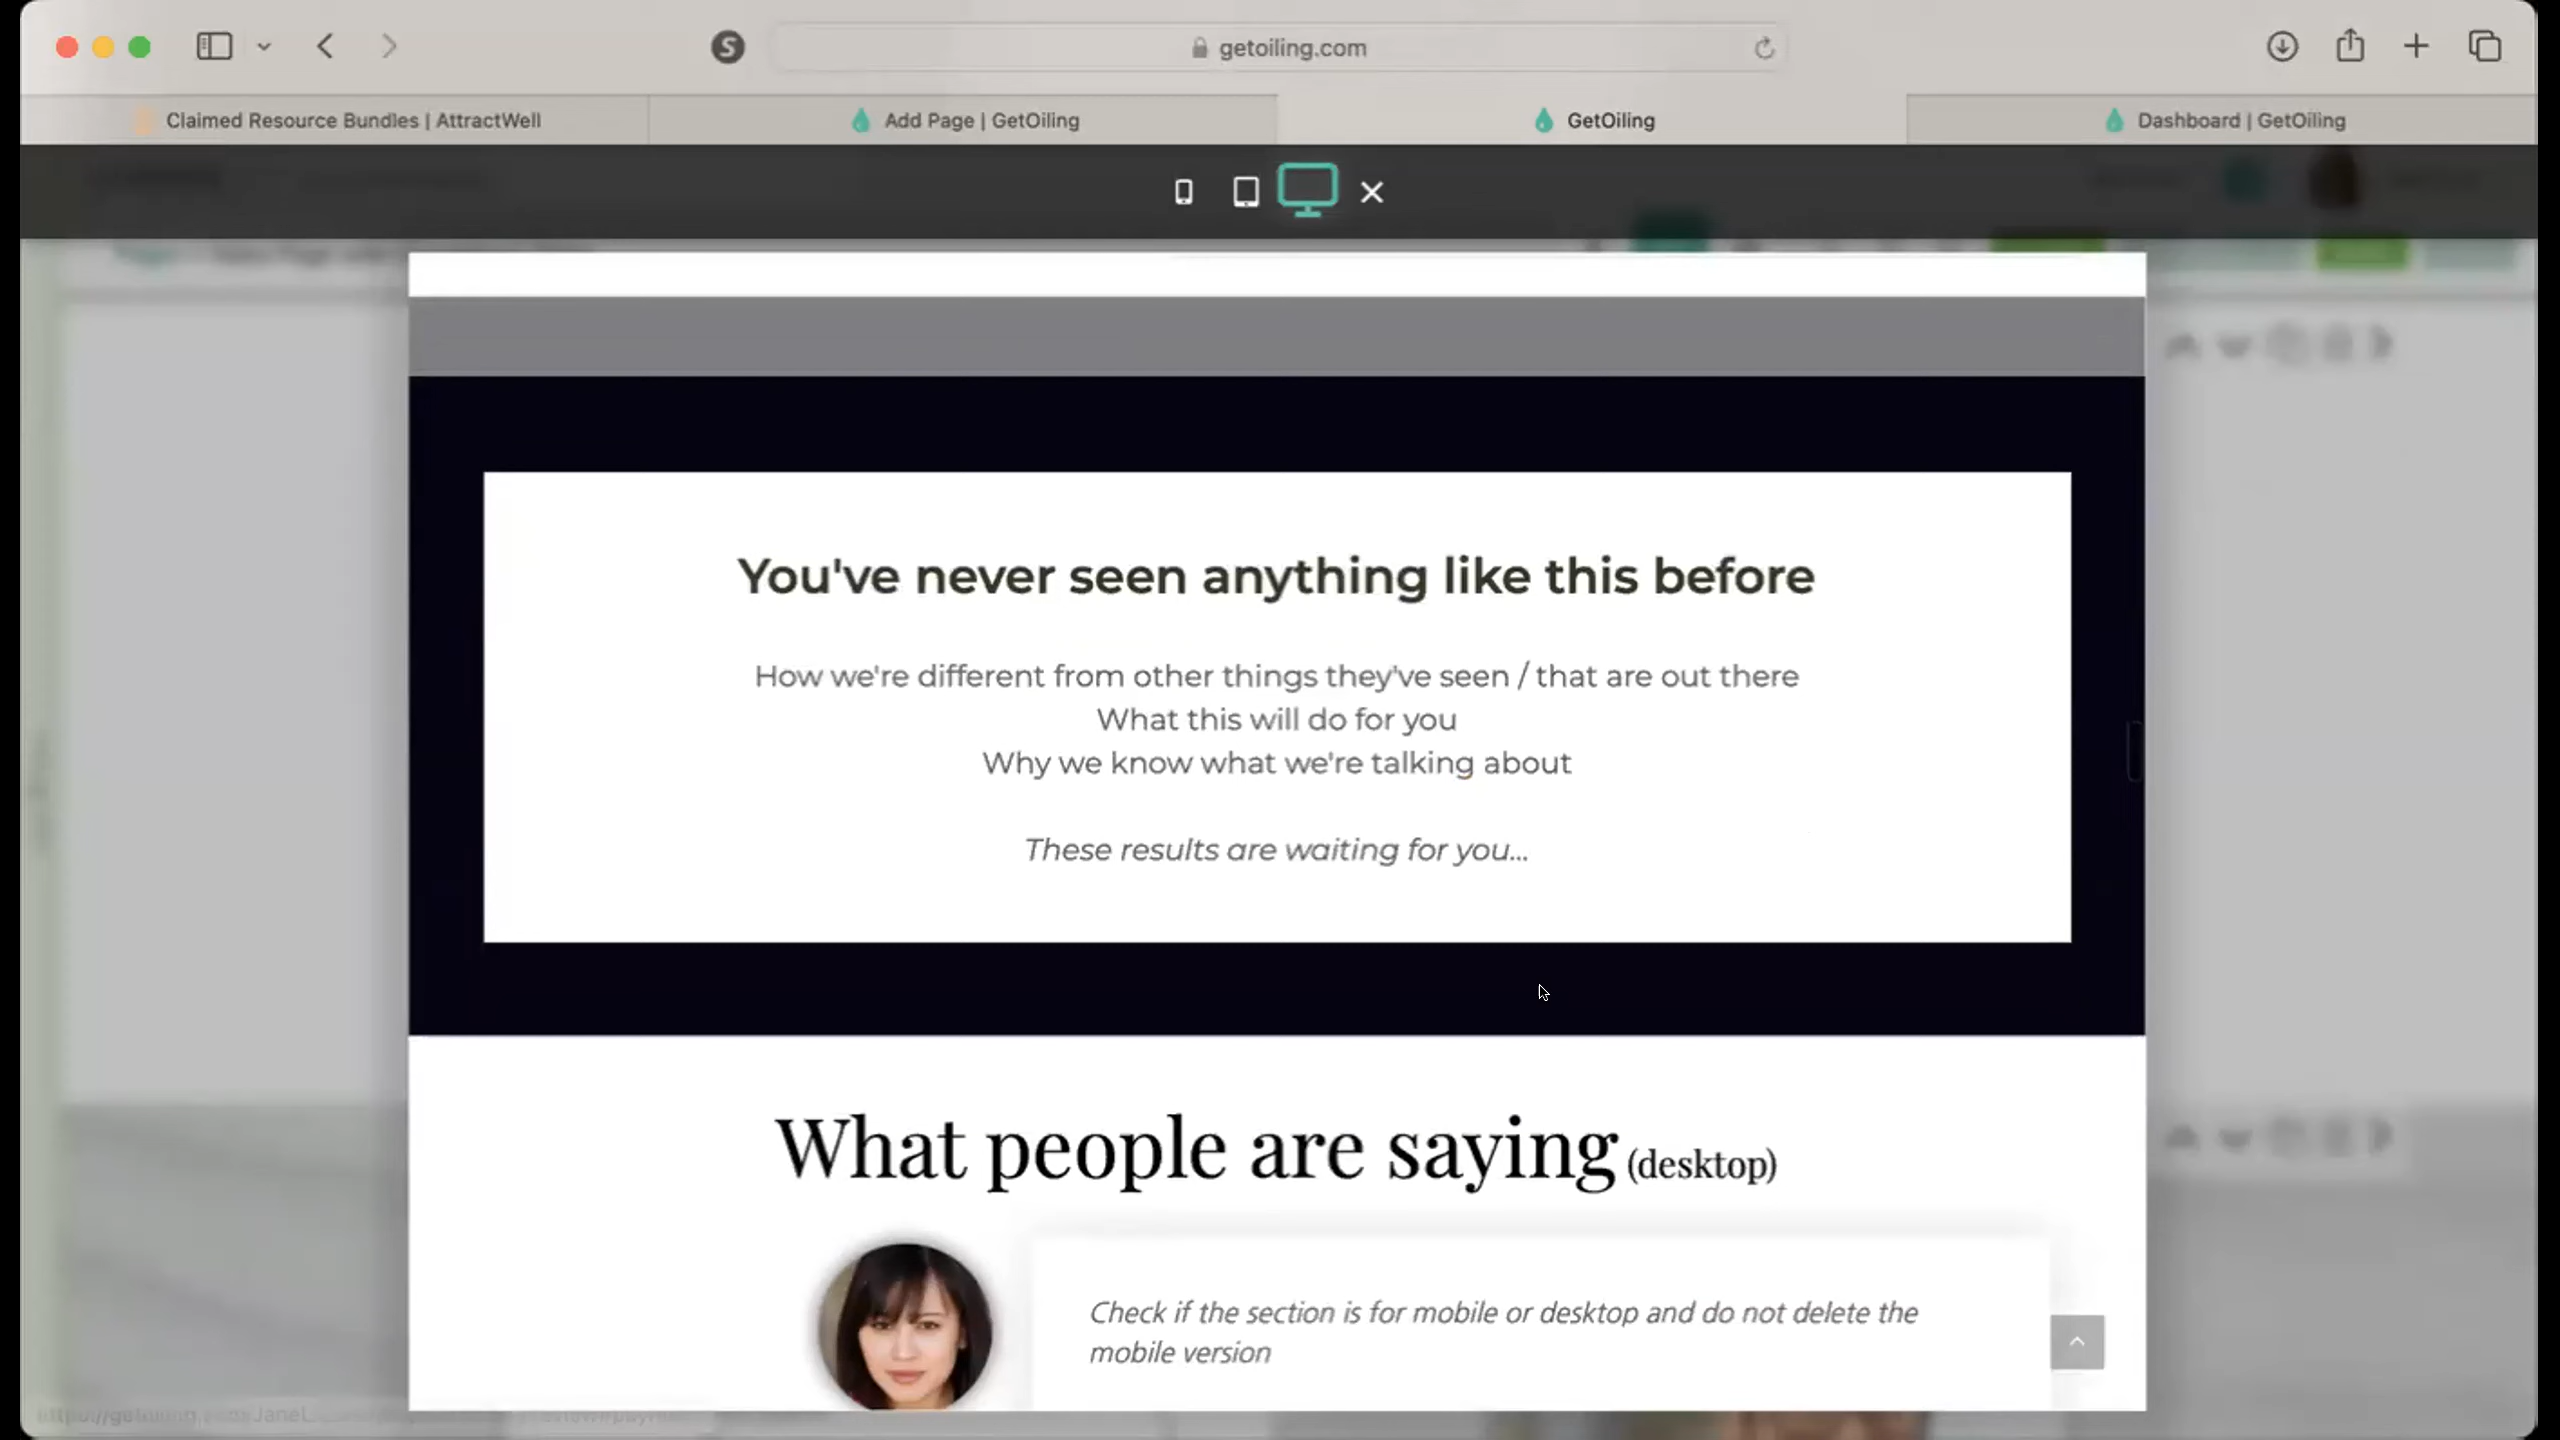 getoiling.com
Claimed Resource Bundles | AttractWell
Add Page | GetOiling
GetOiling
Dashboard | GetOiling
You've never seen anything like this before
How we're different from other things they've seen / that are out there
What this will do for you
Why we know what we're talking about
These results are waiting for you...
What people are saying (desktop)
Check if the section is for mobile or desktop and do not delete the
mobile version